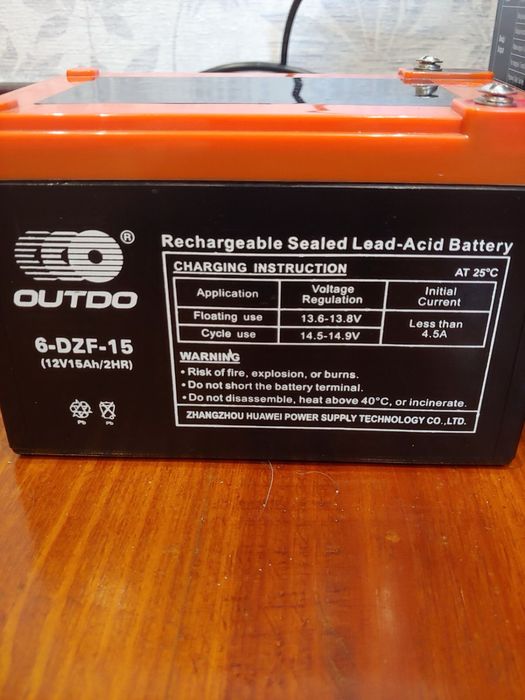 ®
OUTDO
6-DZF-15
(12V15Ah/2HR)
Pb Pb
Rechargeable Sealed Lead-Acid Battery
CHARGING INSTRUCTION AT 25°C
Application Voltage Regulation Initial Current
Floating use 13.6-13.8V Less than 4.5A
Cycle use 14.5-14.9V
WARNING
• Risk of fire, explosion, or burns.
• Do not short the battery terminal.
• Do not disassemble, heat above 40°C, or incinerate.
ZHANGZHOU HUAWEI POWER SUPPLY TECHNOLOGY CO.,LTD.